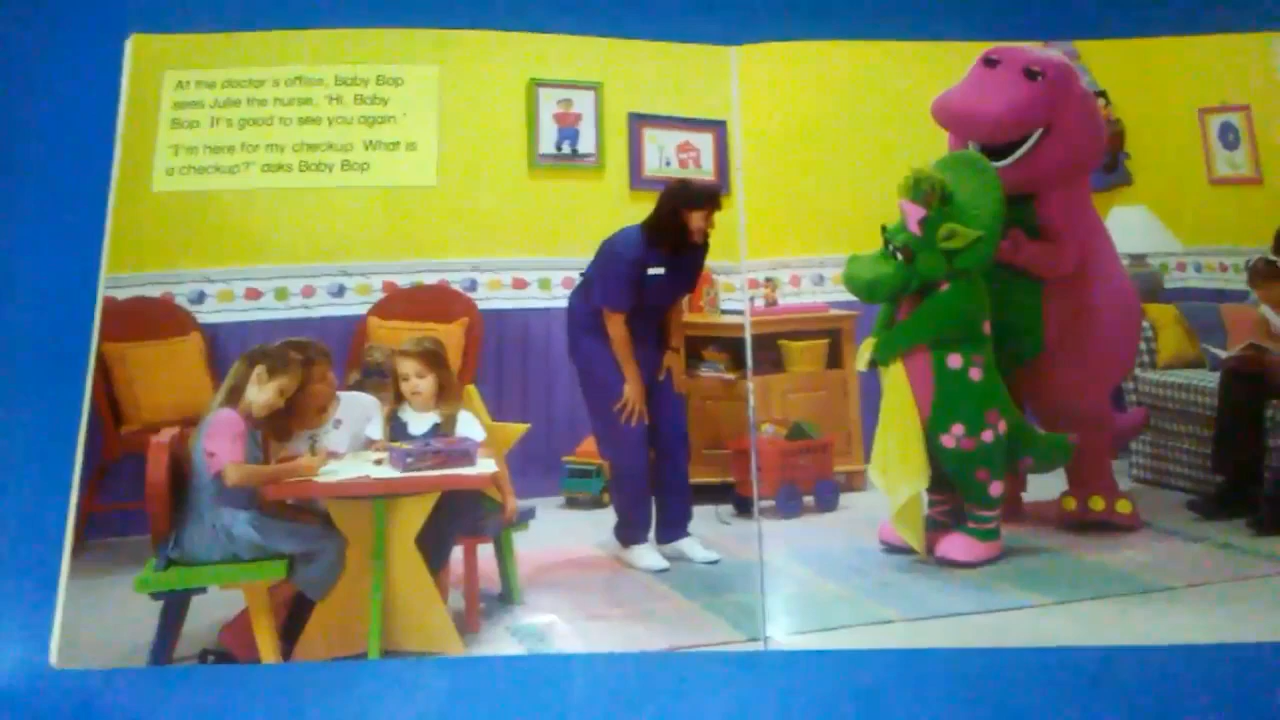 At the doctor's office, Baby Bop
sees Julie the nurse. "Hi, Baby
Bop. It's good to see you again."
"I'm here for my checkup. What is
a checkup?" asks Baby Bop.